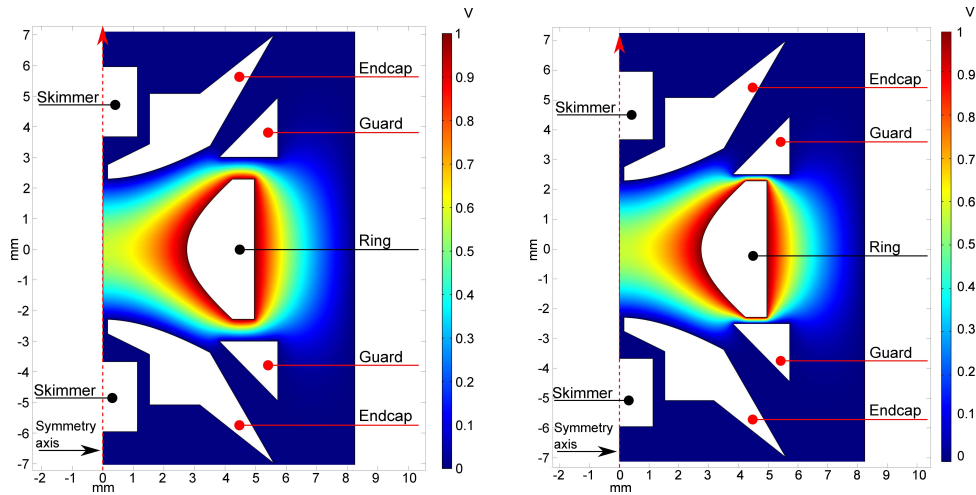 V
7
6
5
4
3
2
1
0
-1
-2
-3
-4
-5
-6
-7
mm
-2 -1 0 1 2 3 4 5 6 7 8 9 10
mm
Skimmer
Endcap
Guard
Ring
Guard
Skimmer
Endcap
Symmetry
axis
1
0.9
0.8
0.7
0.6
0.5
0.4
0.3
0.2
0.1
0
V
7
6
5
4
3
2
1
0
-1
-2
-3
-4
-5
-6
-7
mm
-2 -1 0 1 2 3 4 5 6 7 8 9 10
mm
Skimmer
Endcap
Guard
Ring
Guard
Skimmer
Endcap
Symmetry
axis
1
0.9
0.8
0.7
0.6
0.5
0.4
0.3
0.2
0.1
0